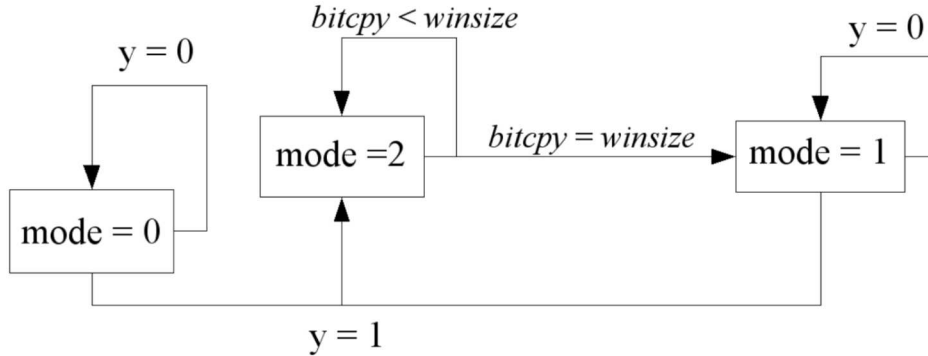 bitcpy < winsize
y = 0
y = 0
mode =2
bitcpy = winsize
mode = 1
mode = 0
y = 1